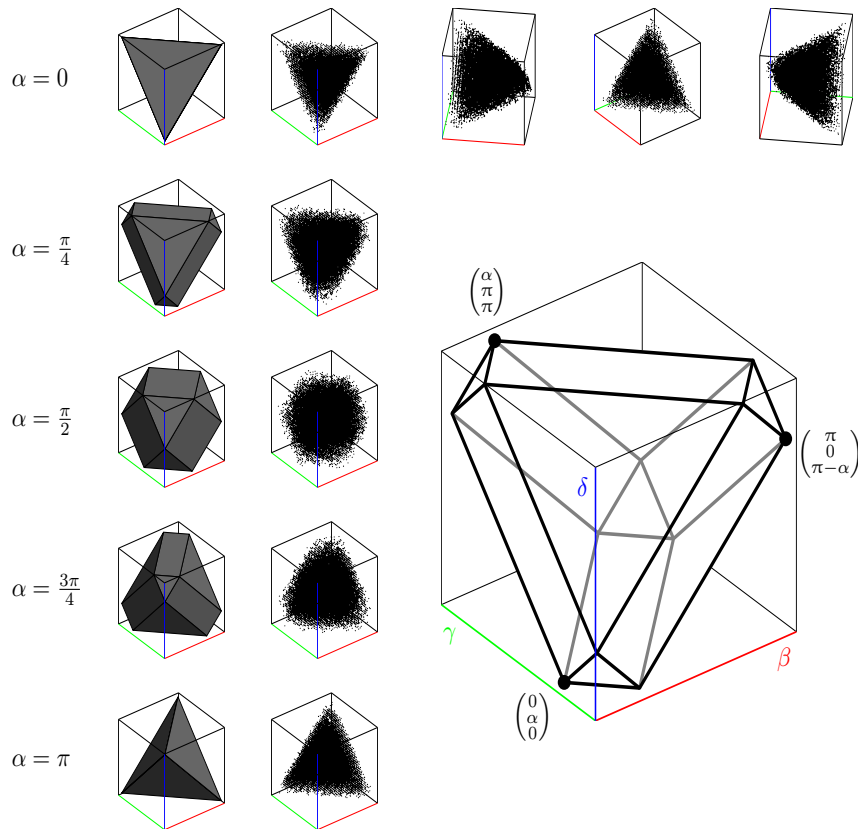 α = 0
α = π/4
α = π/2
α = 3π/4
α = π
(α π π)
(π 0 π−α)
δ
γ
β
(0 α 0)